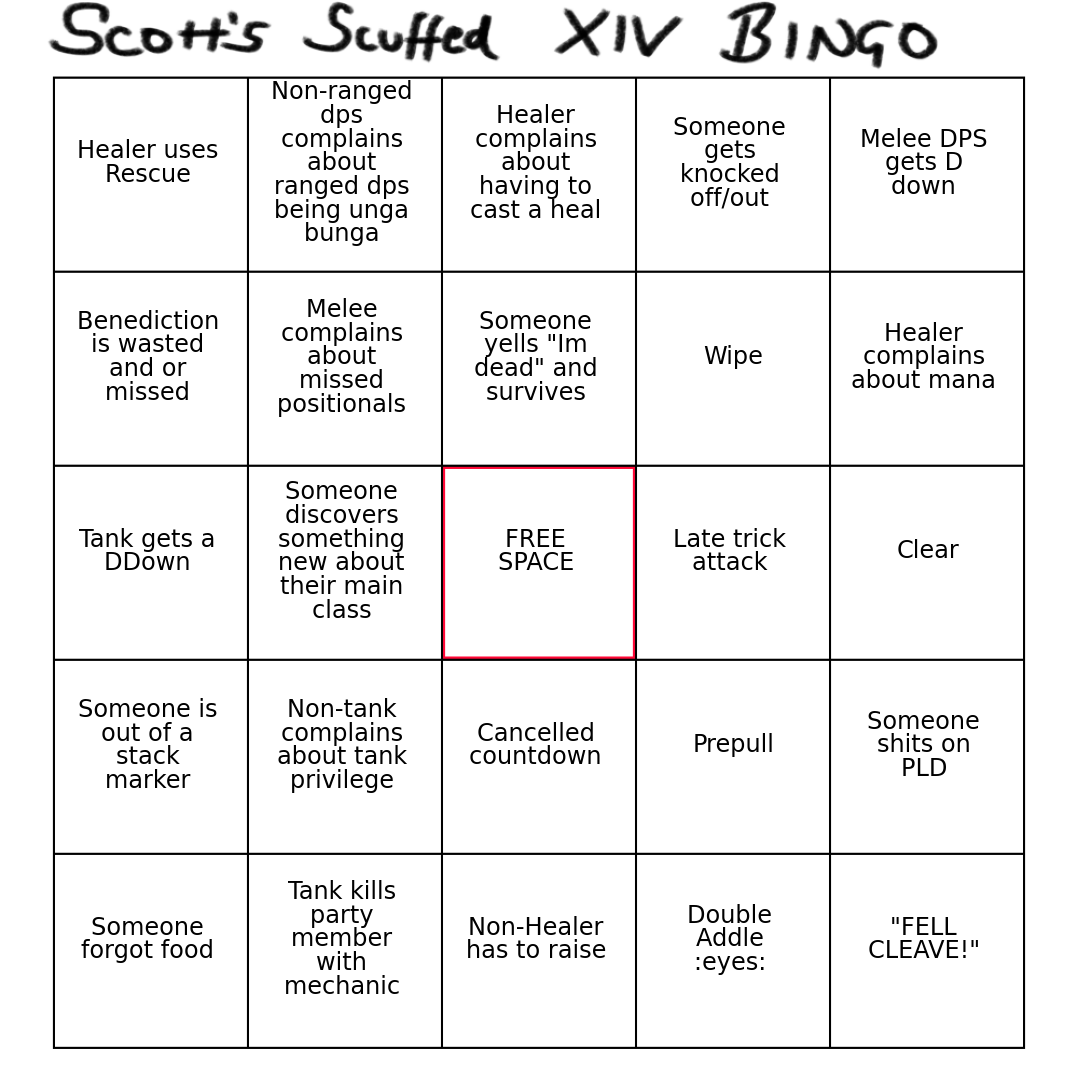 Scott's Scuffed XIV BINGO
Healer uses
Rescue
Non-ranged
dps
complains
about
ranged dps
being unga
bunga
Healer
complains
about
having to
cast a heal
Someone
gets
knocked
off/out
Melee DPS
gets D
down
Benediction
is wasted
and or
missed
Melee
complains
about
missed
positionals
Someone
yells "Im
dead" and
survives
Wipe
Healer
complains
about mana
Tank gets a
DDown
Someone
discovers
something
new about
their main
class
FREE
SPACE
Late trick
attack
Clear
Someone is
out of a
stack
marker
Non-tank
complains
about tank
privilege
Cancelled
countdown
Prepull
Someone
shits on
PLD
Someone
forgot food
Tank kills
party
member
with
mechanic
Non-Healer
has to raise
Double
Addle
:eyes:
"FELL
CLEAVE!"